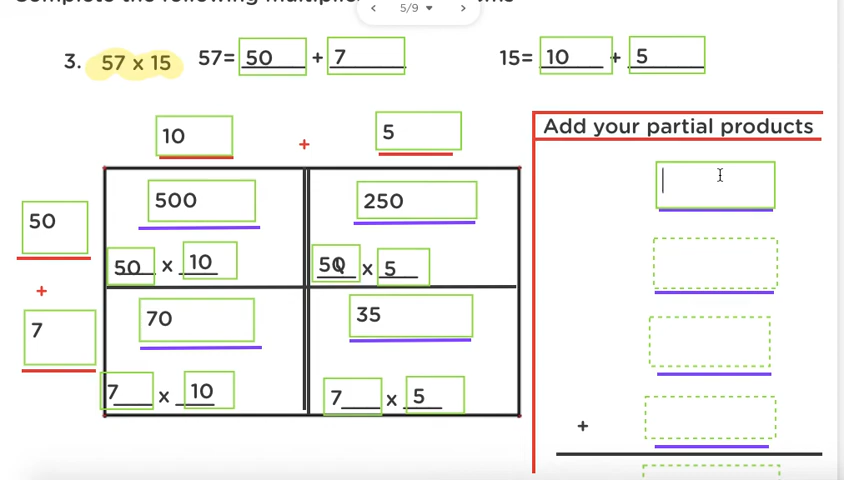 5/9
3. 57 x 15 57= 50 + 7 15= 10 + 5
10 + 5
Add your partial products
50
500 250
50 x 10 50 x 5
+
70 35
7
7 x 10 7 x 5
+